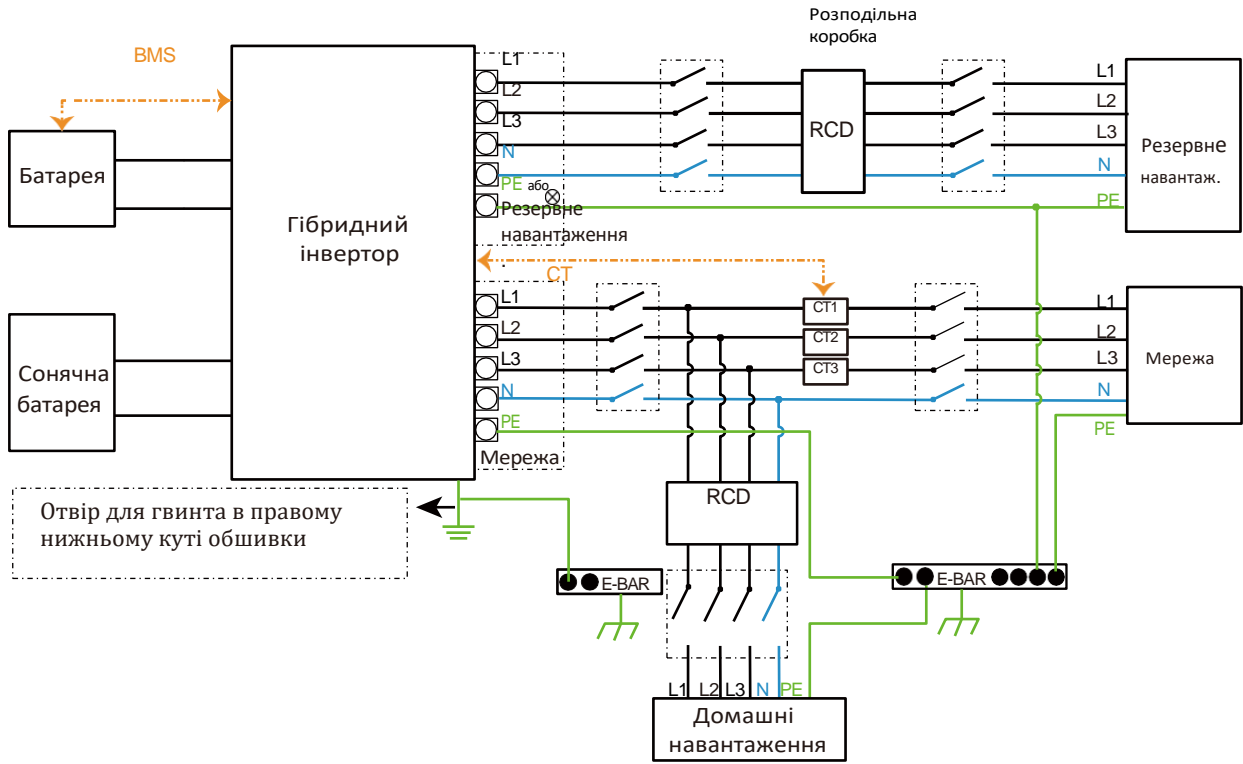 Розподільна
коробка
BMS
Батарея
Сонячна
батарея
Гібридний
інвертор
L1
L2
L3
N
PE або
Резервне
навантаження
.
RCD
L1
L2
L3
N
PE
Резервне
навантаж.
CT
L1
L2
L3
N
PE
Мережа
CT1
CT2
CT3
L1
L2
L3
N
PE
Мережа
Отвір для гвинта в правому
нижньому куті обшивки
RCD
E-BAR
E-BAR
L1 L2 L3 N PE
Домашні
навантаження